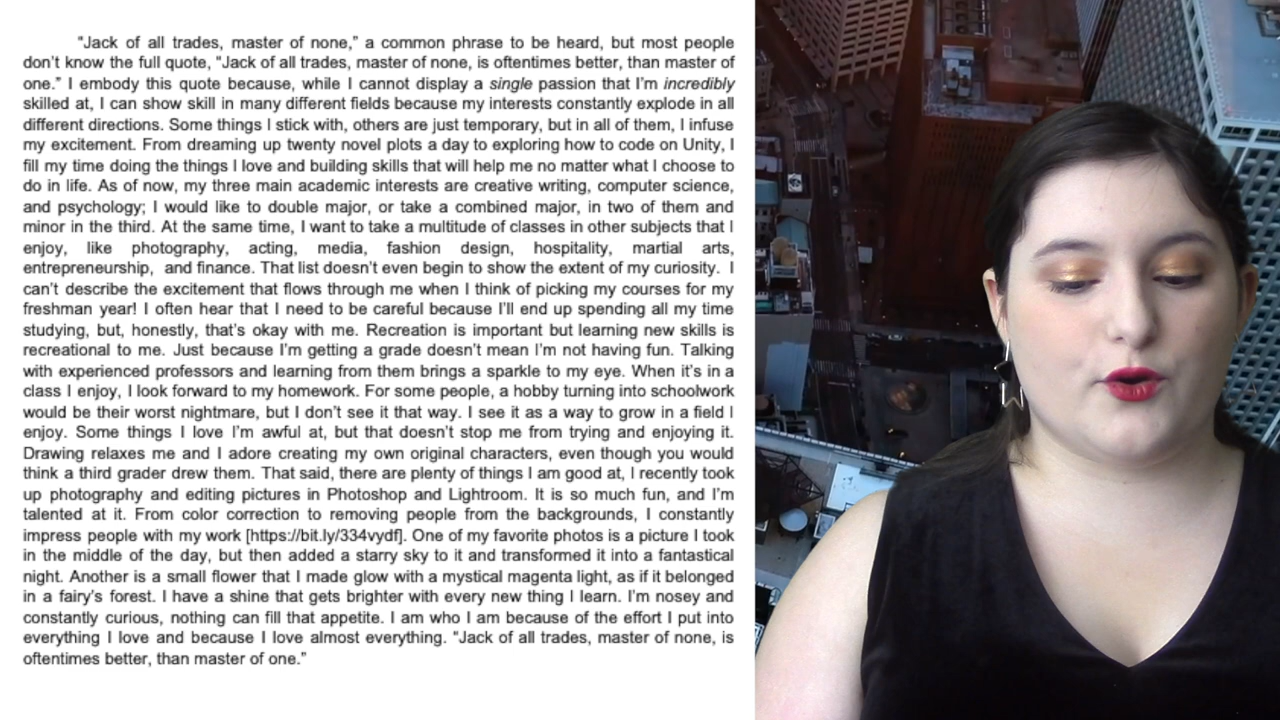 “Jack of all trades, master of none,” a common phrase to be heard, but most people
don’t know the full quote, “Jack of all trades, master of none, is oftentimes better, than master of
one.” I embody this quote because, while I cannot display a single passion that I’m incredibly
skilled at, I can show skill in many different fields because my interests constantly explode in all
different directions. Some things I stick with, others are just temporary, but in all of them, I infuse
my excitement. From dreaming up twenty novel plots a day to exploring how to code on Unity, I
fill my time doing the things I love and building skills that will help me no matter what I choose to
do in life. As of now, my three main academic interests are creative writing, computer science,
and psychology; I would like to double major, or take a combined major, in two of them and
minor in the third. At the same time, I want to take a multitude of classes in other subjects that I
enjoy, like photography, acting, media, fashion design, hospitality, martial arts,
entrepreneurship, and finance. That list doesn’t even begin to show the extent of my curiosity. I
can’t describe the excitement that flows through me when I think of picking my courses for my
freshman year! I often hear that I need to be careful because I’ll end up spending all my time
studying, but, honestly, that’s okay with me. Recreation is important but learning new skills is
recreational to me. Just because I’m getting a grade doesn’t mean I’m not having fun. Talking
with experienced professors and learning from them brings a sparkle to my eye. When it’s in a
class I enjoy, I look forward to my homework. For some people, a hobby turning into schoolwork
would be their worst nightmare, but I don’t see it that way. I see it as a way to grow in a field I
enjoy. Some things I love I’m awful at, but that doesn’t stop me from trying and enjoying it.
Drawing relaxes me and I adore creating my own original characters, even though you would
think a third grader drew them. That said, there are plenty of things I am good at, I recently took
up photography and editing pictures in Photoshop and Lightroom. It is so much fun, and I’m
talented at it. From color correction to removing people from the backgrounds, I constantly
impress people with my work [https://bit.ly/334vydf]. One of my favorite photos is a picture I took
in the middle of the day, but then added a starry sky to it and transformed it into a fantastical
night. Another is a small flower that I made glow with a mystical magenta light, as if it belonged
in a fairy’s forest. I have a shine that gets brighter with every new thing I learn. I’m nosey and
constantly curious, nothing can fill that appetite. I am who I am because of the effort I put into
everything I love and because I love almost everything. “Jack of all trades, master of none, is
oftentimes better, than master of one.”